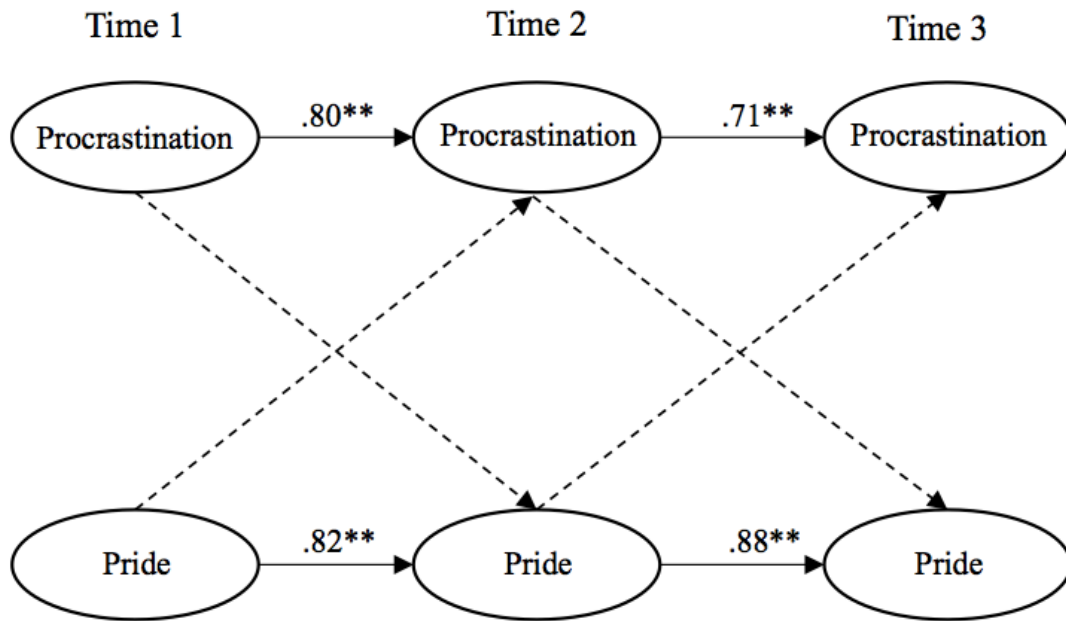 Time 1
Time 2
Time 3
Procrastination
.80**
Procrastination
.71**
Procrastination
Pride
.82**
Pride
.88**
Pride